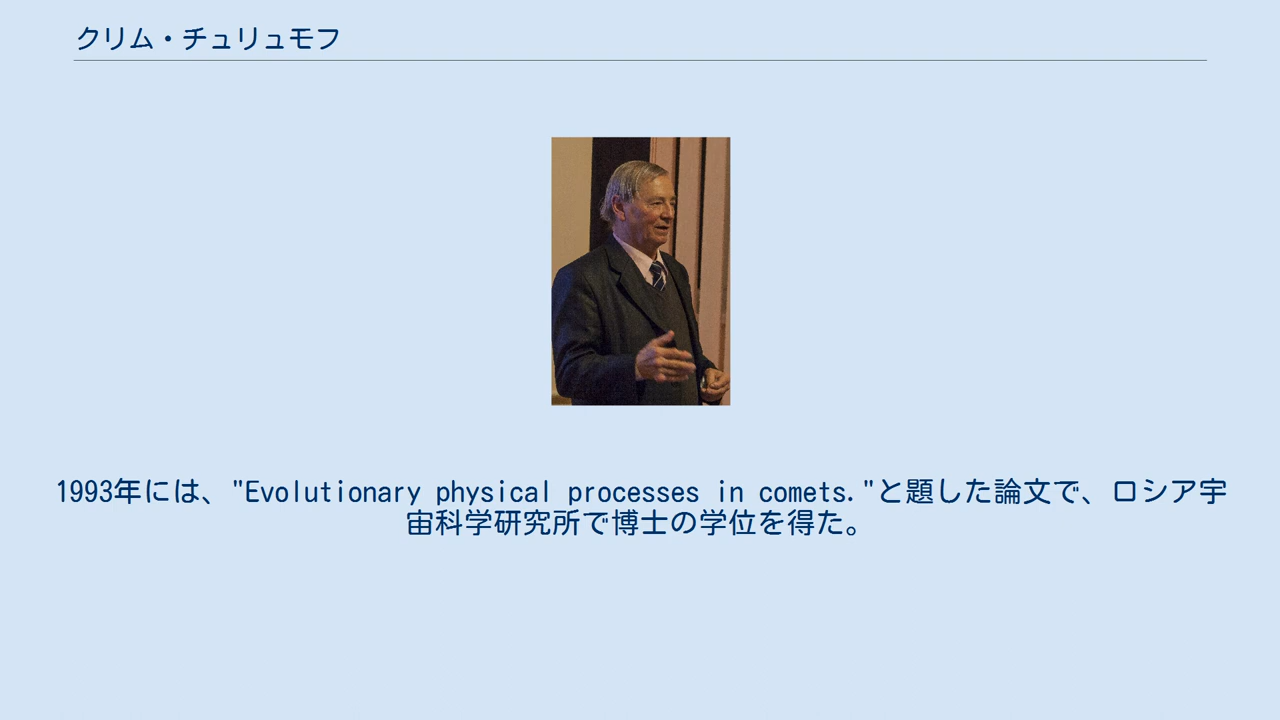 クリム・チュリュモフ
1993年には、"Evolutionary physical processes in comets."と題した論文で、ロシア宇
宙科学研究所で博士の学位を得た。